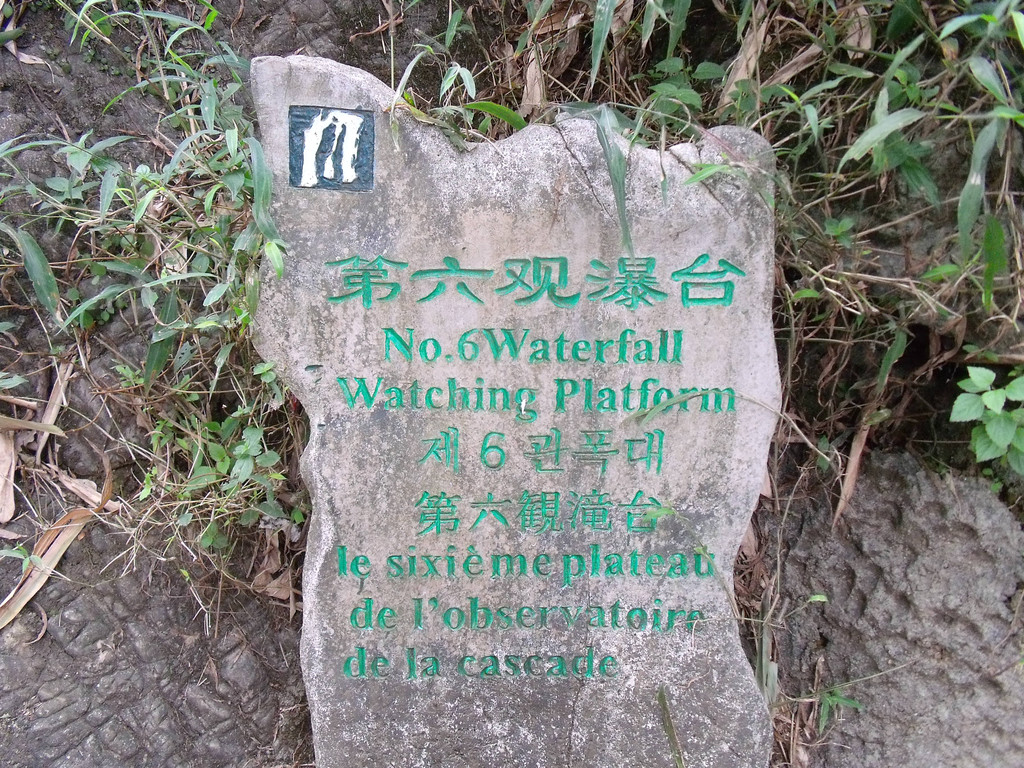 第六观瀑台
No.6Waterfall
Watching Platform
제 6 관폭대
第六観滝台
le sixième plateau
de l'observatoire
de la cascade